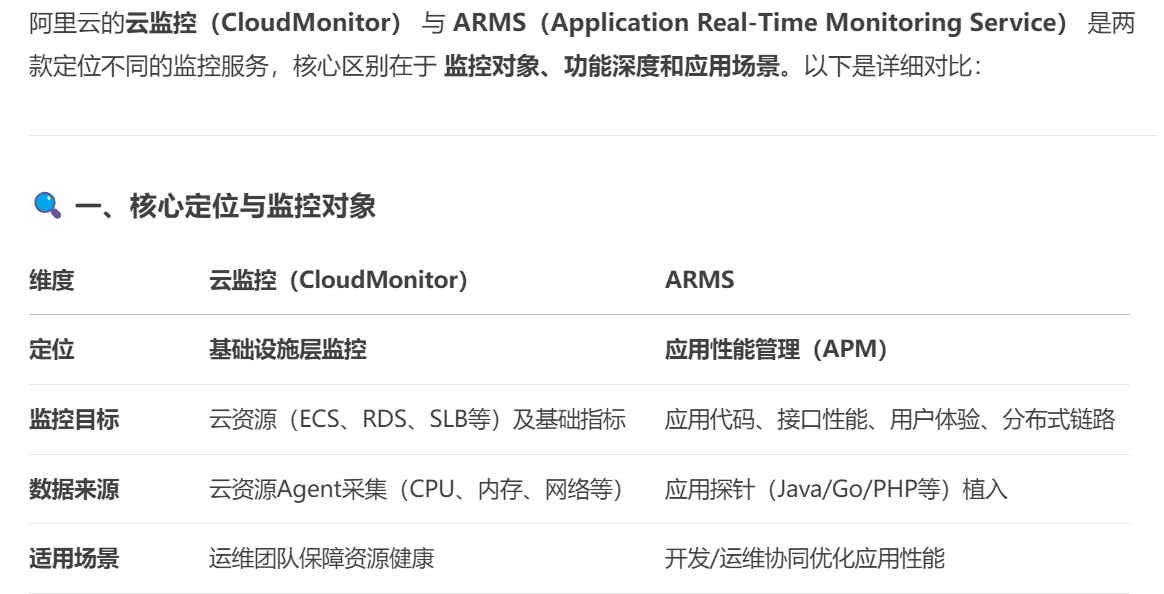 阿里云的云监控（CloudMonitor） 与 ARMS（Application Real-Time Monitoring Service） 是两
款定位不同的监控服务，核心区别在于 监控对象、功能深度和应用场景。以下是详细对比：
🔍 一、核心定位与监控对象
维度 云监控（CloudMonitor） ARMS
定位 基础设施层监控 应用性能管理（APM）
监控目标 云资源（ECS、RDS、SLB等）及基础指标 应用代码、接口性能、用户体验、分布式链路
数据来源 云资源Agent采集（CPU、内存、网络等） 应用探针（Java/Go/PHP等）植入
适用场景 运维团队保障资源健康 开发/运维协同优化应用性能